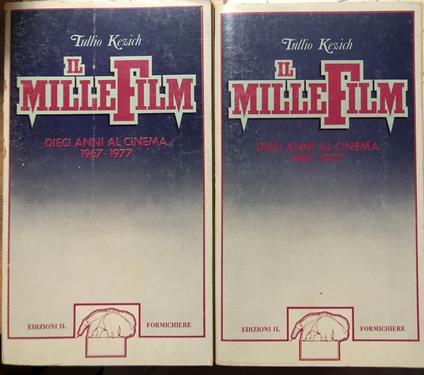 Tullio Kezich
IL
MILLEFILM
DIECI ANNI AL CINEMA
1967-1977
EDIZIONI IL FORMICHIERE
Tullio Kezich
IL
MILLEFILM
DIECI ANNI AL CINEMA
1967-1977
EDIZIONI IL FORMICHIERE